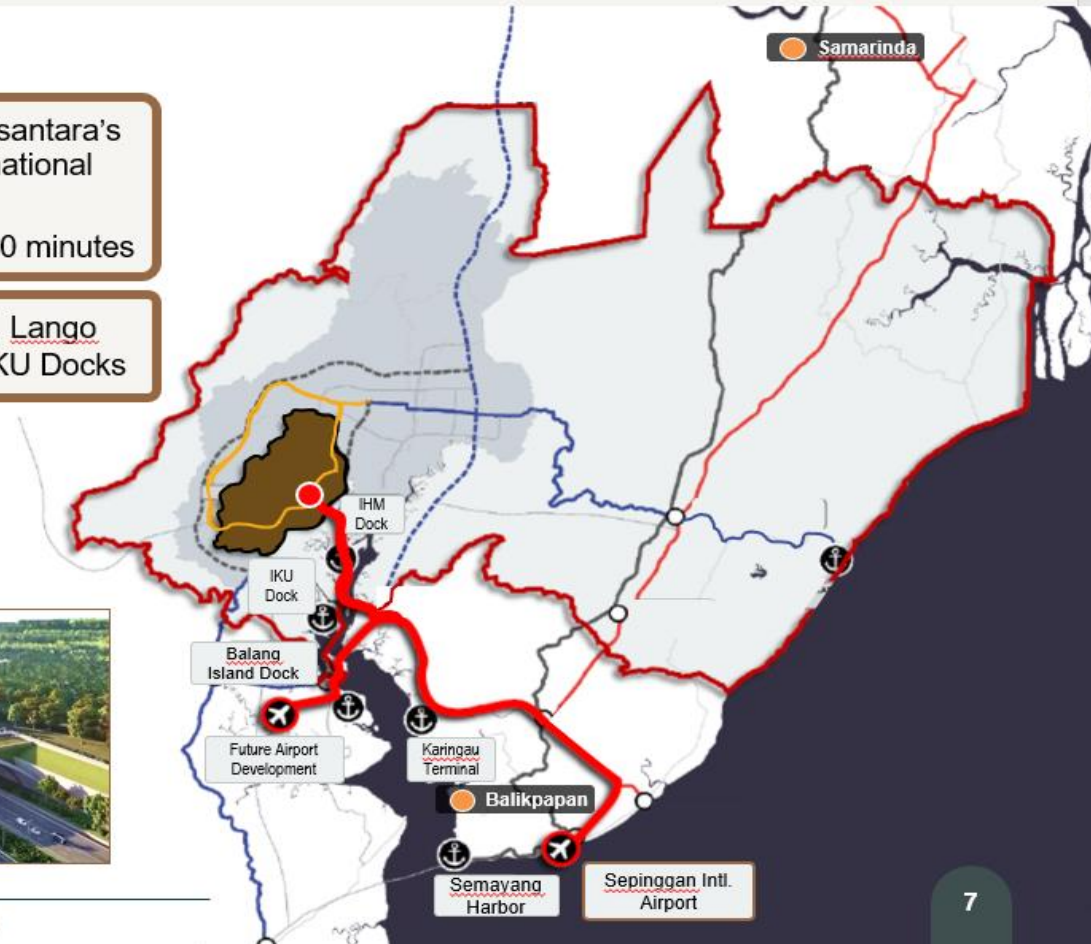 Samarinda
santara's
national
0 minutes
Lango
KU Docks
IHM
Dock
IKU
Dock
Balang
Island Dock
Future Airport
Development
Karingau
Terminal
Balikpapan
Semayang
Harbor
Sepinggan Intl.
Airport
7